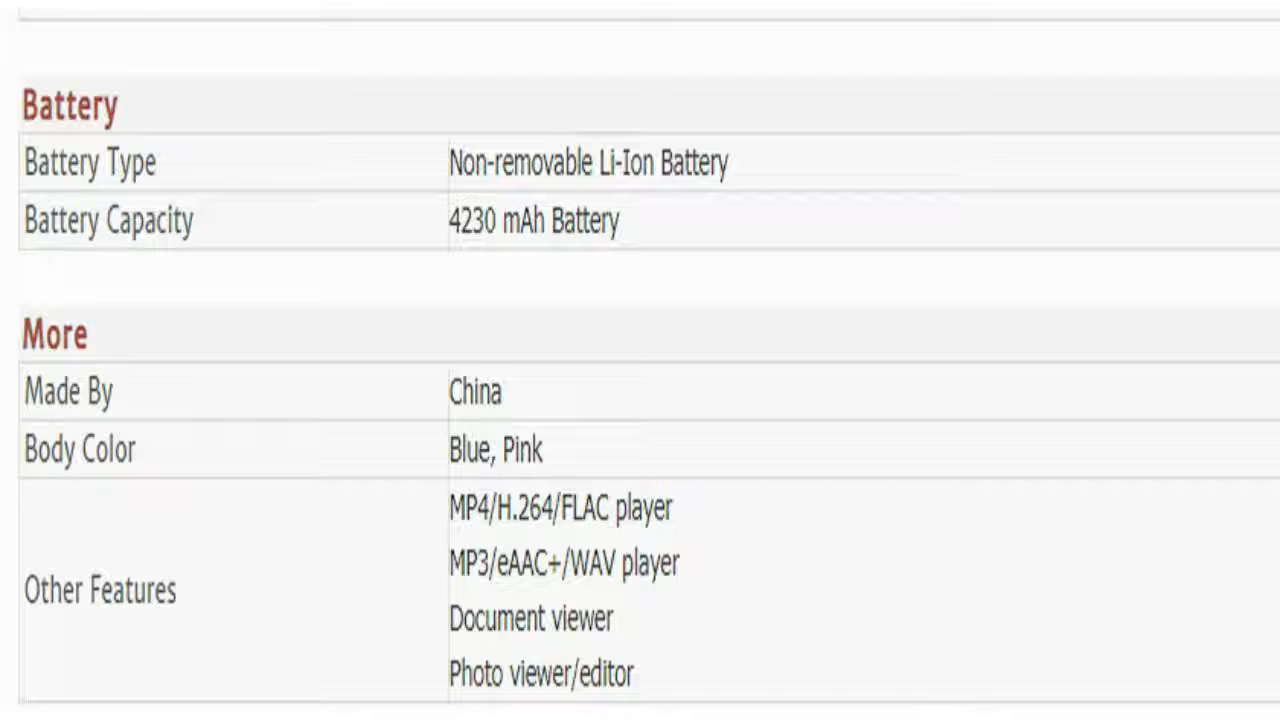 Battery
Battery Type Non-removable Li-Ion Battery
Battery Capacity 4230 mAh Battery
More
Made By China
Body Color Blue, Pink
Other Features
MP4/H.264/FLAC player
MP3/eAAC+/WAV player
Document viewer
Photo viewer/editor